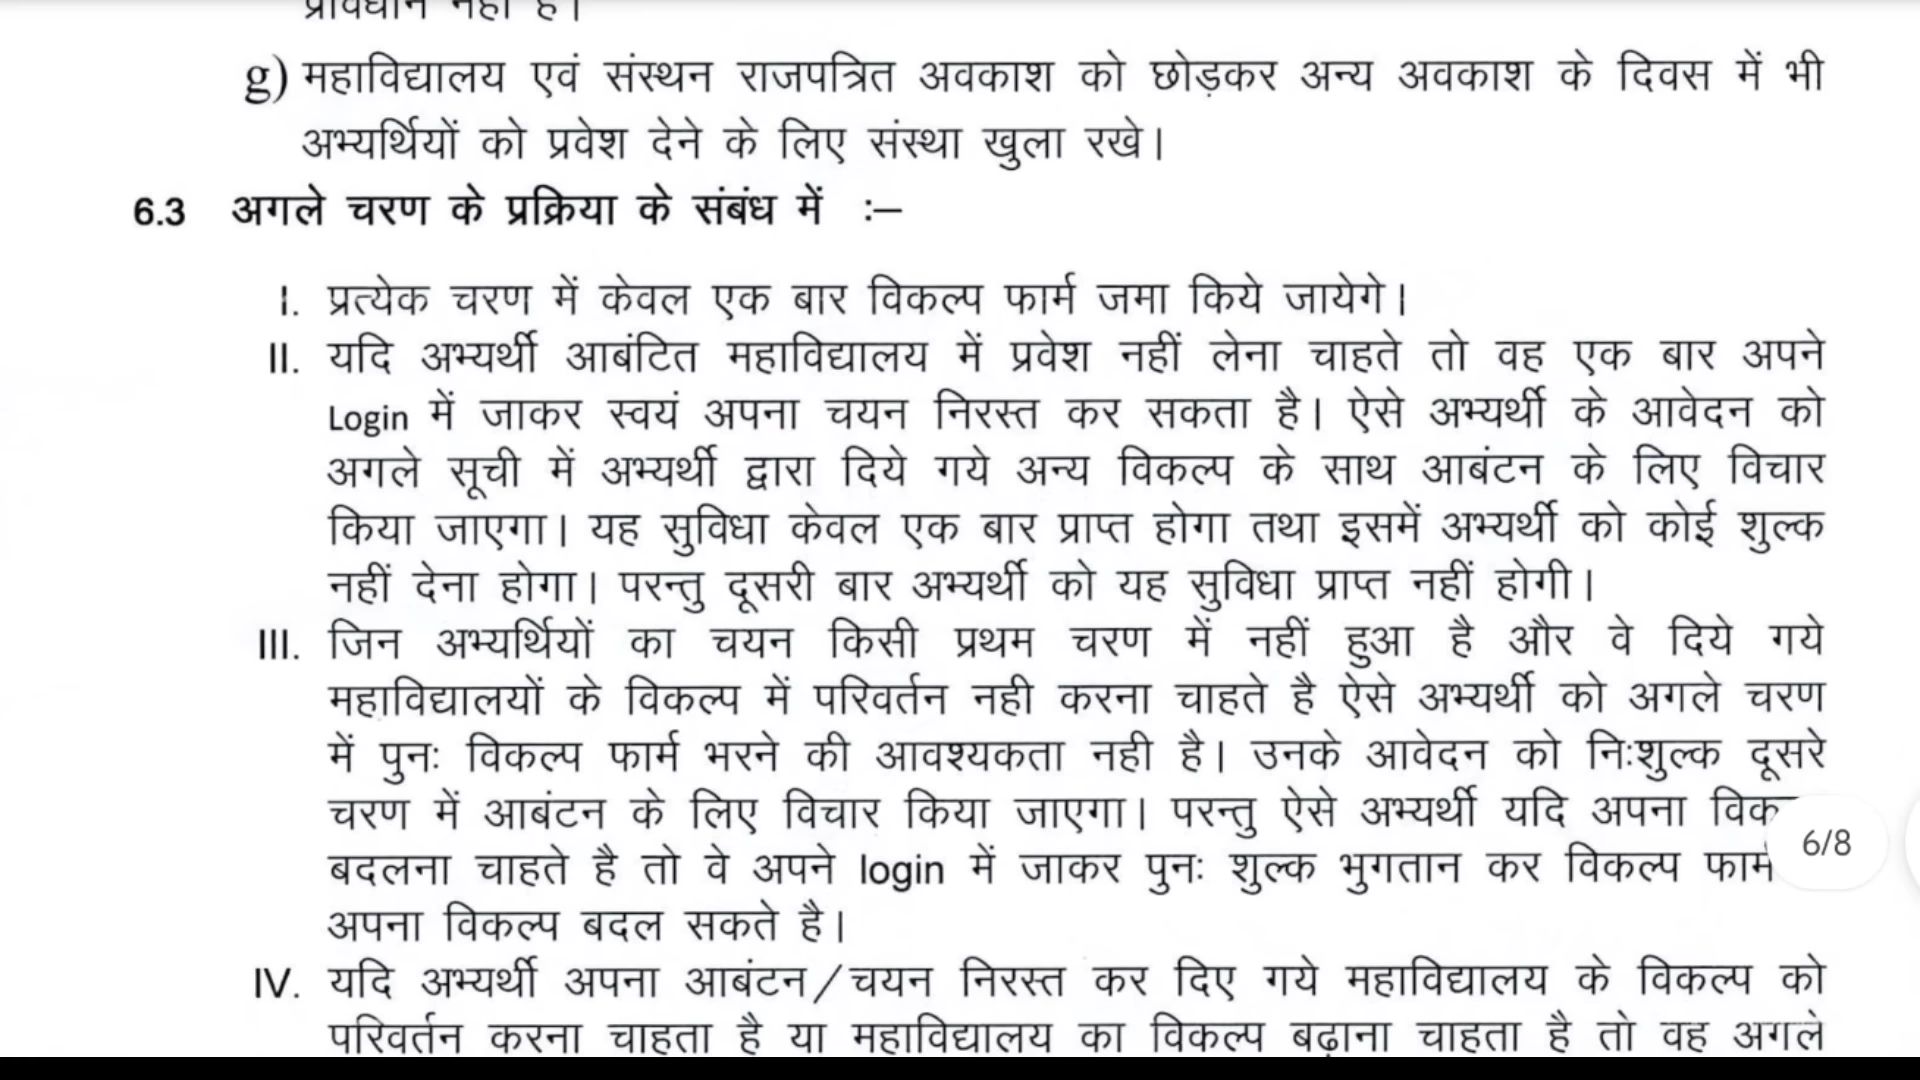 प्रावधान नहीं है।
g) महाविद्यालय एवं संस्थन राजपत्रित अवकाश को छोड़कर अन्य अवकाश के दिवस में भी
अभ्यर्थियों को प्रवेश देने के लिए संस्था खुला रखे।
6.3 अगले चरण के प्रक्रिया के संबंध में :–
I. प्रत्येक चरण में केवल एक बार विकल्प फार्म जमा किये जायेगे।
II. यदि अभ्यर्थी आबंटित महाविद्यालय में प्रवेश नहीं लेना चाहते तो वह एक बार अपने
Login में जाकर स्वयं अपना चयन निरस्त कर सकता है। ऐसे अभ्यर्थी के आवेदन को
अगले सूची में अभ्यर्थी द्वारा दिये गये अन्य विकल्प के साथ आबंटन के लिए विचार
किया जाएगा। यह सुविधा केवल एक बार प्राप्त होगा तथा इसमें अभ्यर्थी को कोई शुल्क
नहीं देना होगा। परन्तु दूसरी बार अभ्यर्थी को यह सुविधा प्राप्त नहीं होगी।
III. जिन अभ्यर्थियों का चयन किसी प्रथम चरण में नहीं हुआ है और वे दिये गये
महाविद्यालयों के विकल्प में परिवर्तन नही करना चाहते है ऐसे अभ्यर्थी को अगले चरण
में पुनः विकल्प फार्म भरने की आवश्यकता नही है। उनके आवेदन को निःशुल्क दूसरे
चरण में आबंटन के लिए विचार किया जाएगा। परन्तु ऐसे अभ्यर्थी यदि अपना
बदलना चाहते है तो वे अपने login में जाकर पुनः शुल्क भुगतान कर विकल्प
अपना विकल्प बदल सकते है।
6/8
IV. यदि अभ्यर्थी अपना आबंटन/चयन निरस्त कर दिए गये महाविद्यालय के विकल्प को
परिवर्तन करना चाहता है या महाविद्यालय का विकल्प बढ़ाना चाहता है तो वह अगले